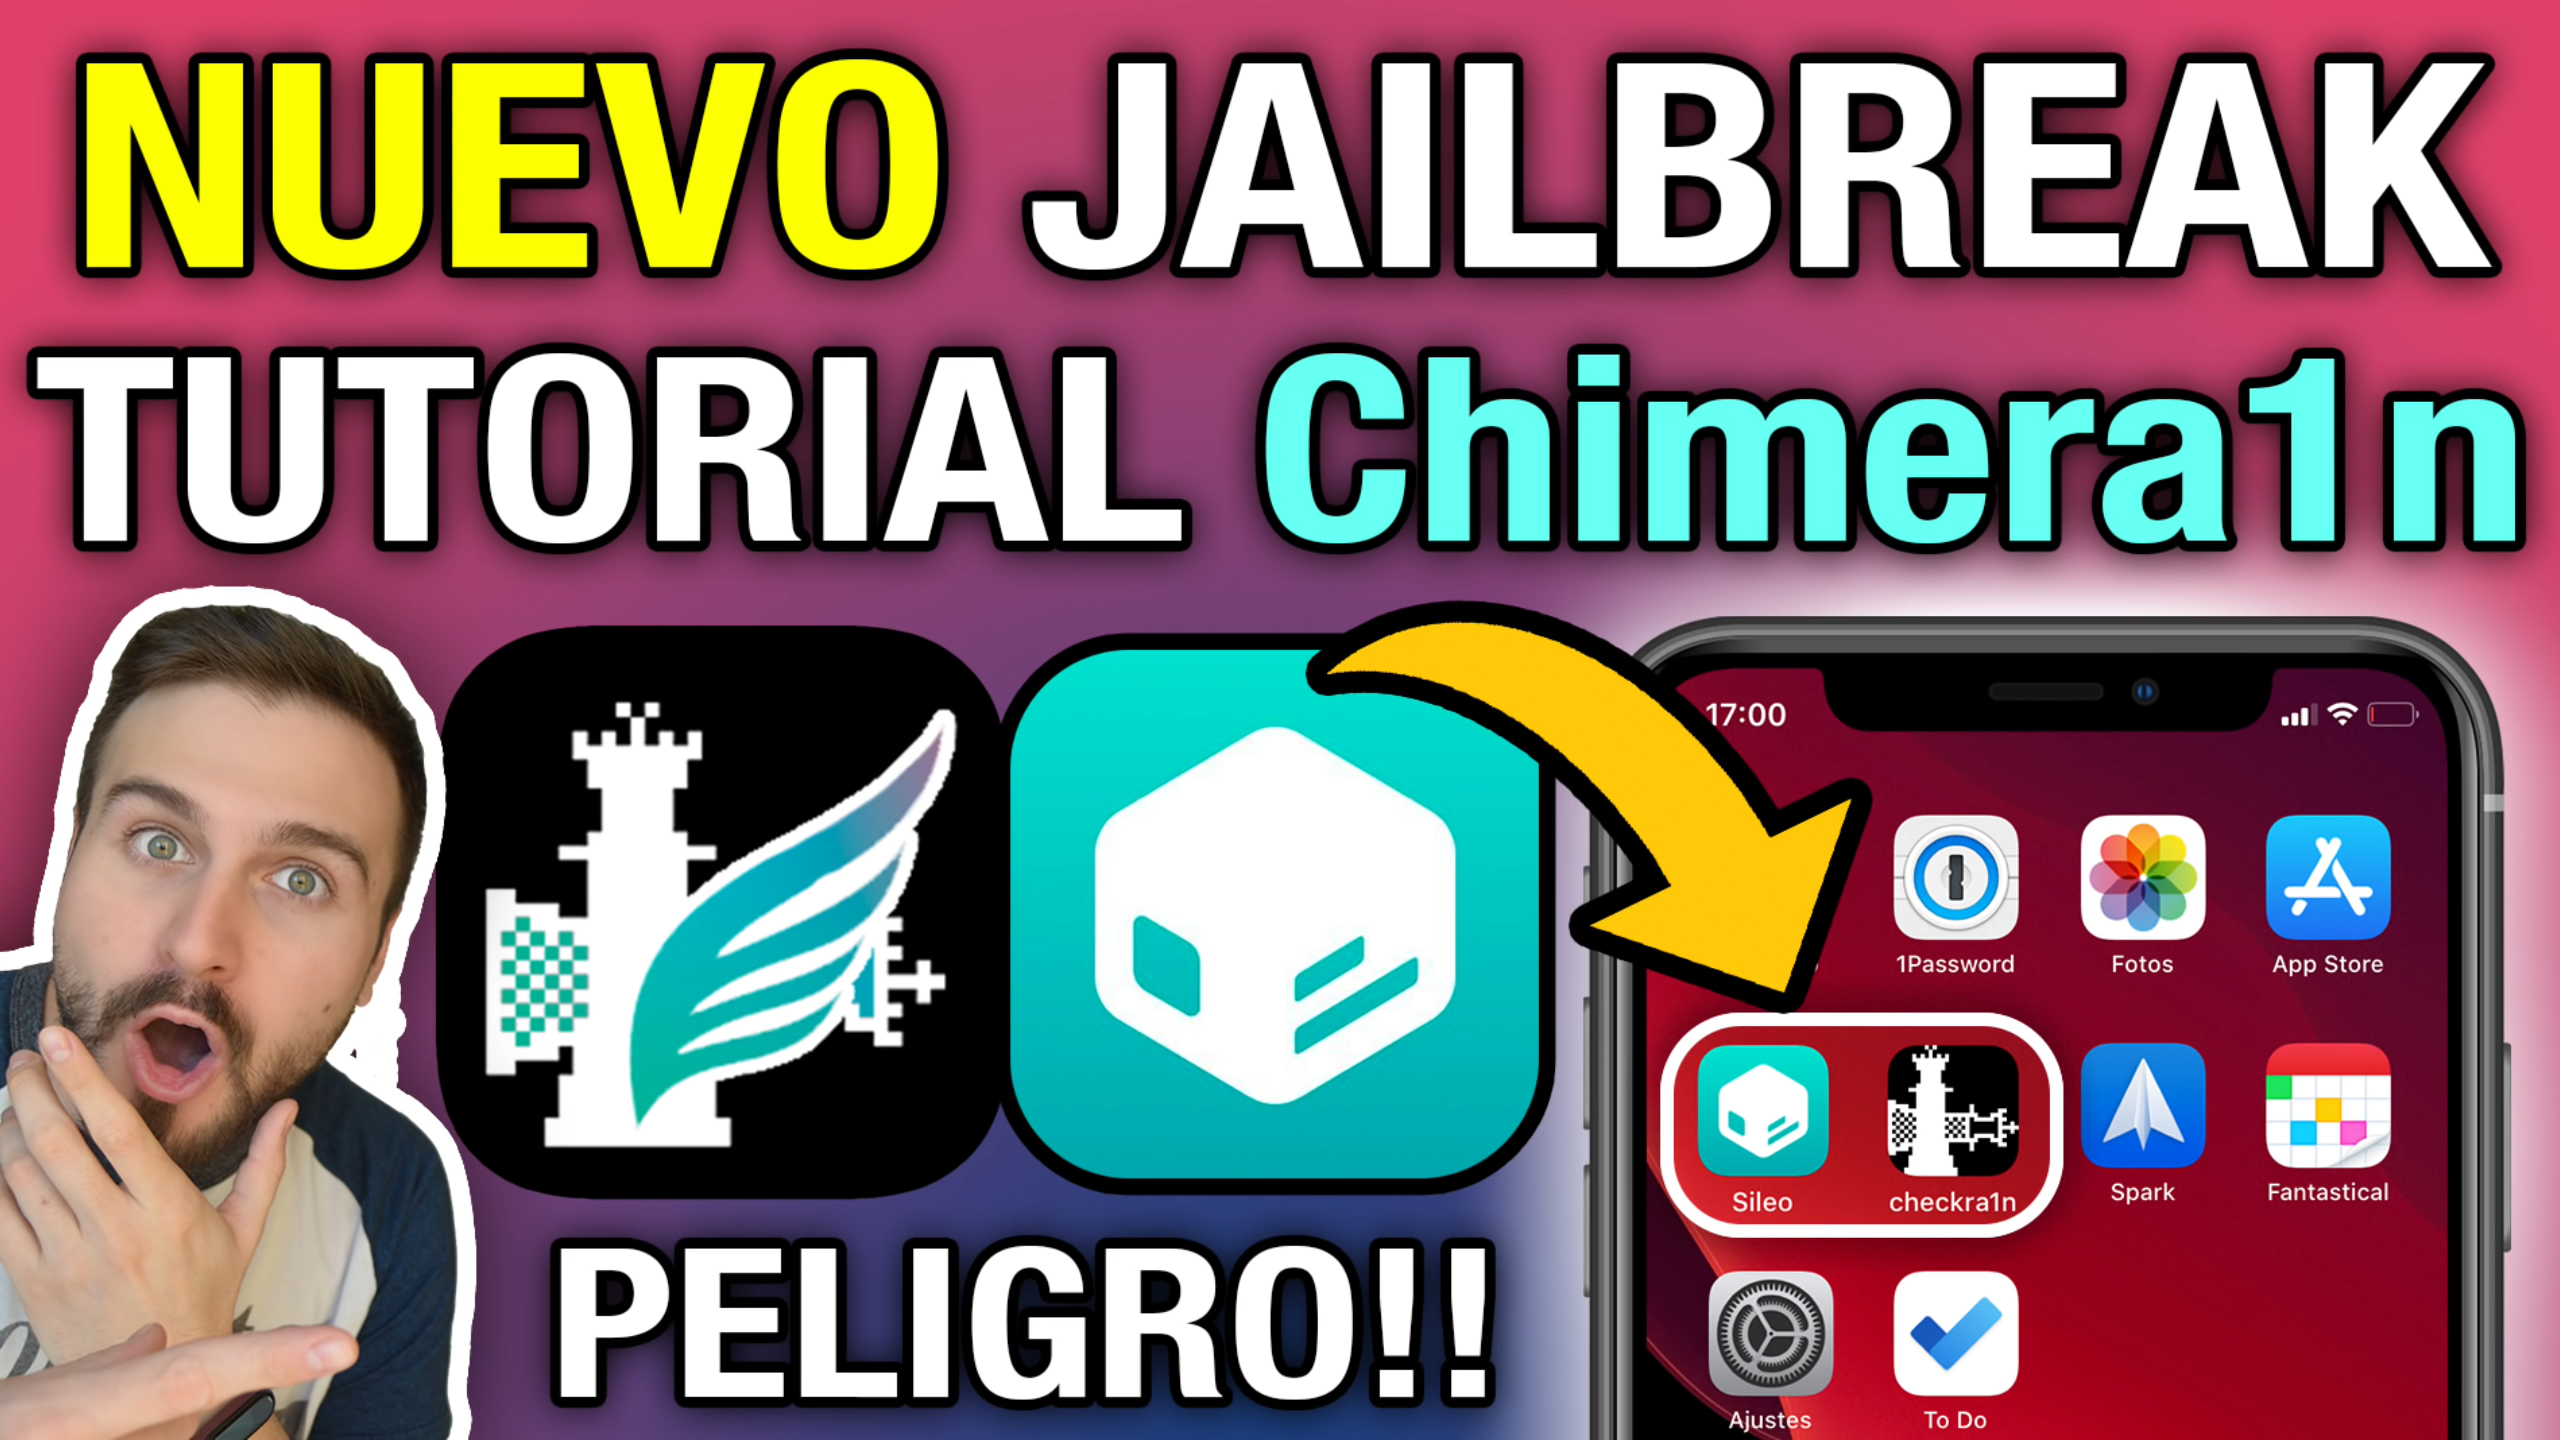 NUEVO JAILBREAK
TUTORIAL Chimera1n
PELIGRO!!
17:00
1Password Fotos App Store
Sileo checkra1n Spark Fantastical
Ajustes To Do